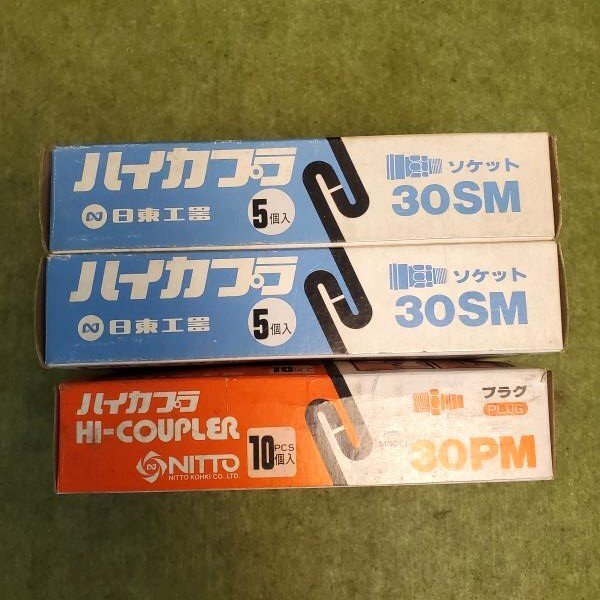 ハイカプラ
日東工器
5個入
ソケット
30SM
ハイカプラ
日東工器
5個入
ソケット
30SM
ハイカプラ
HI-COUPLER
NITTO
NITTO KOHKI CO., LTD.
10 PCS
個入
プラグ
PLUG
MODEL
30PM